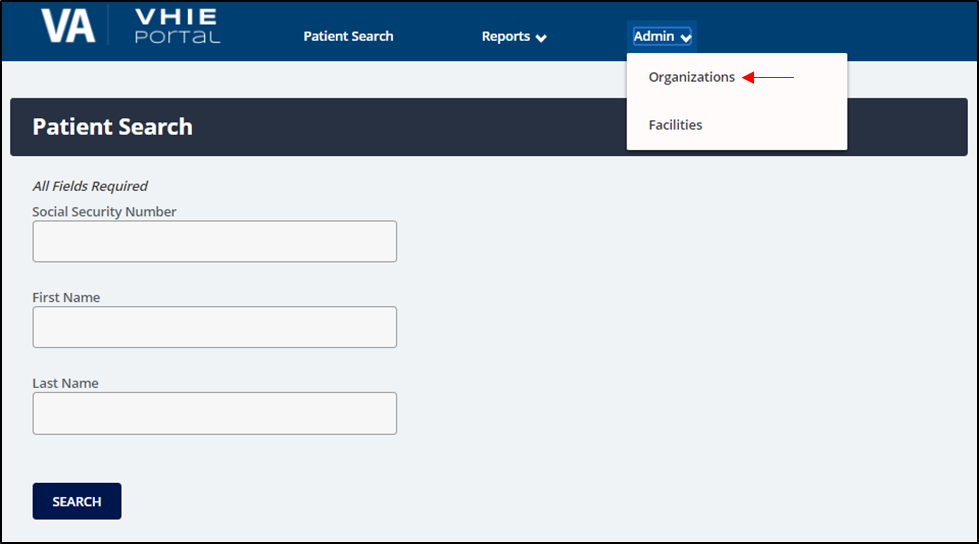 VA
VHIE
PORTAL
Patient Search
Reports
Admin
Organizations
Facilities
Patient Search
All Fields Required
Social Security Number
First Name
Last Name
SEARCH